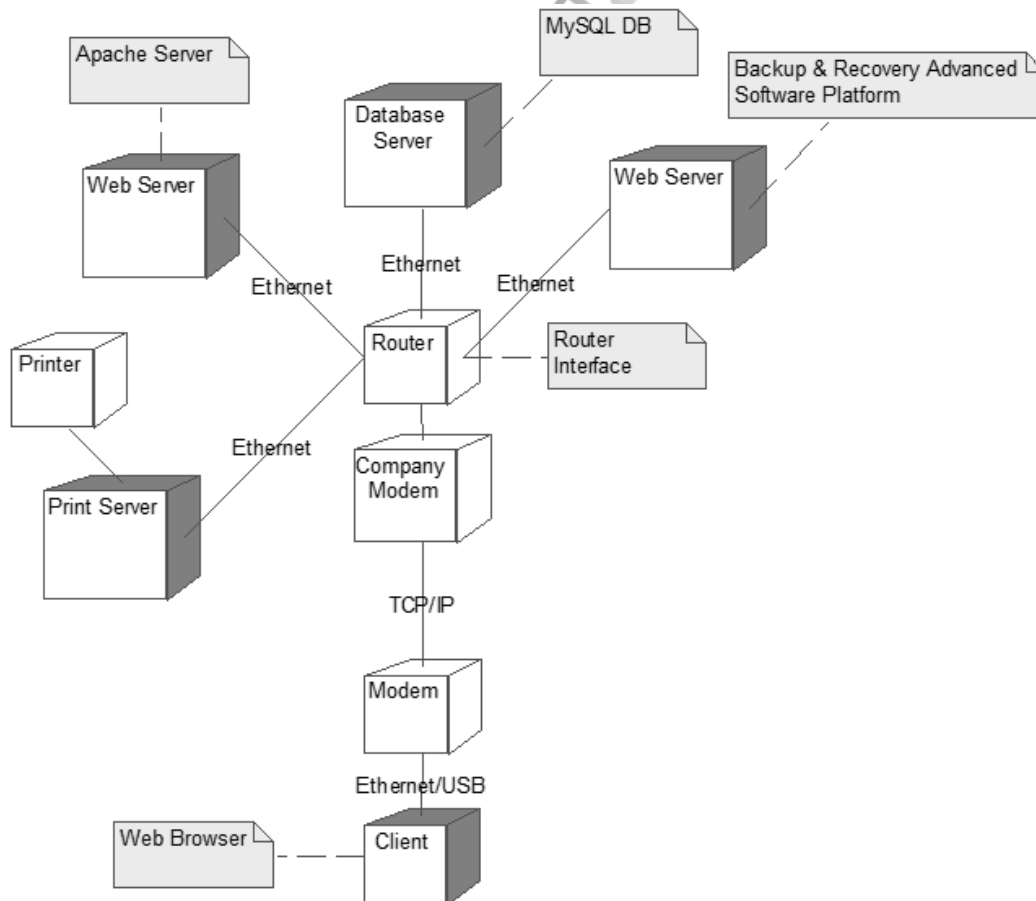 MySQL DB
Apache Server
Backup & Recovery Advanced
Software Platform
Database
Server
Web Server
Web Server
Ethernet
Ethernet
Ethernet
Router
Router
Interface
Printer
Ethernet
Company
Modem
Print Server
TCP/IP
Modem
Ethernet/USB
Web Browser
Client